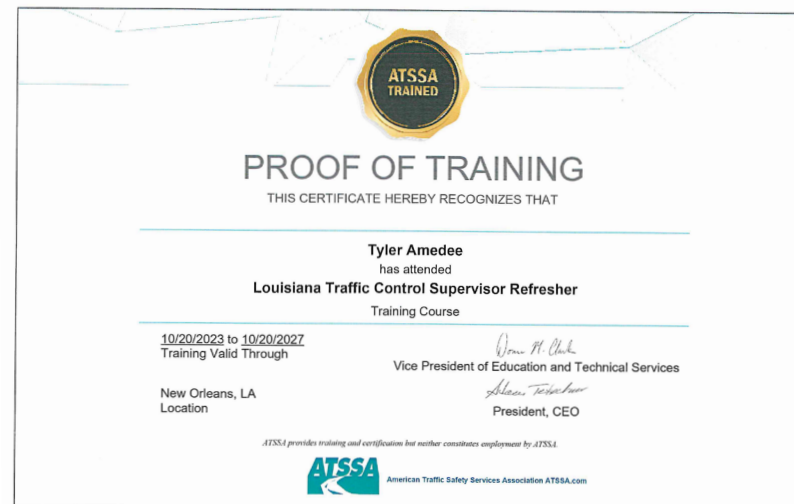 ATSSA
TRAINED
PROOF OF TRAINING
THIS CERTIFICATE HEREBY RECOGNIZES THAT
Tyler Amedee
has attended
Louisiana Traffic Control Supervisor Refresher
Training Course
10/20/2023 to 10/20/2027
Training Valid Through
Vice President of Education and Technical Services
New Orleans, LA
Location
President, CEO
ATSSA provides training and certification but neither constitutes employment by ATSSA.
ATSSA
American Traffic Safety Services Association ATSSA.com